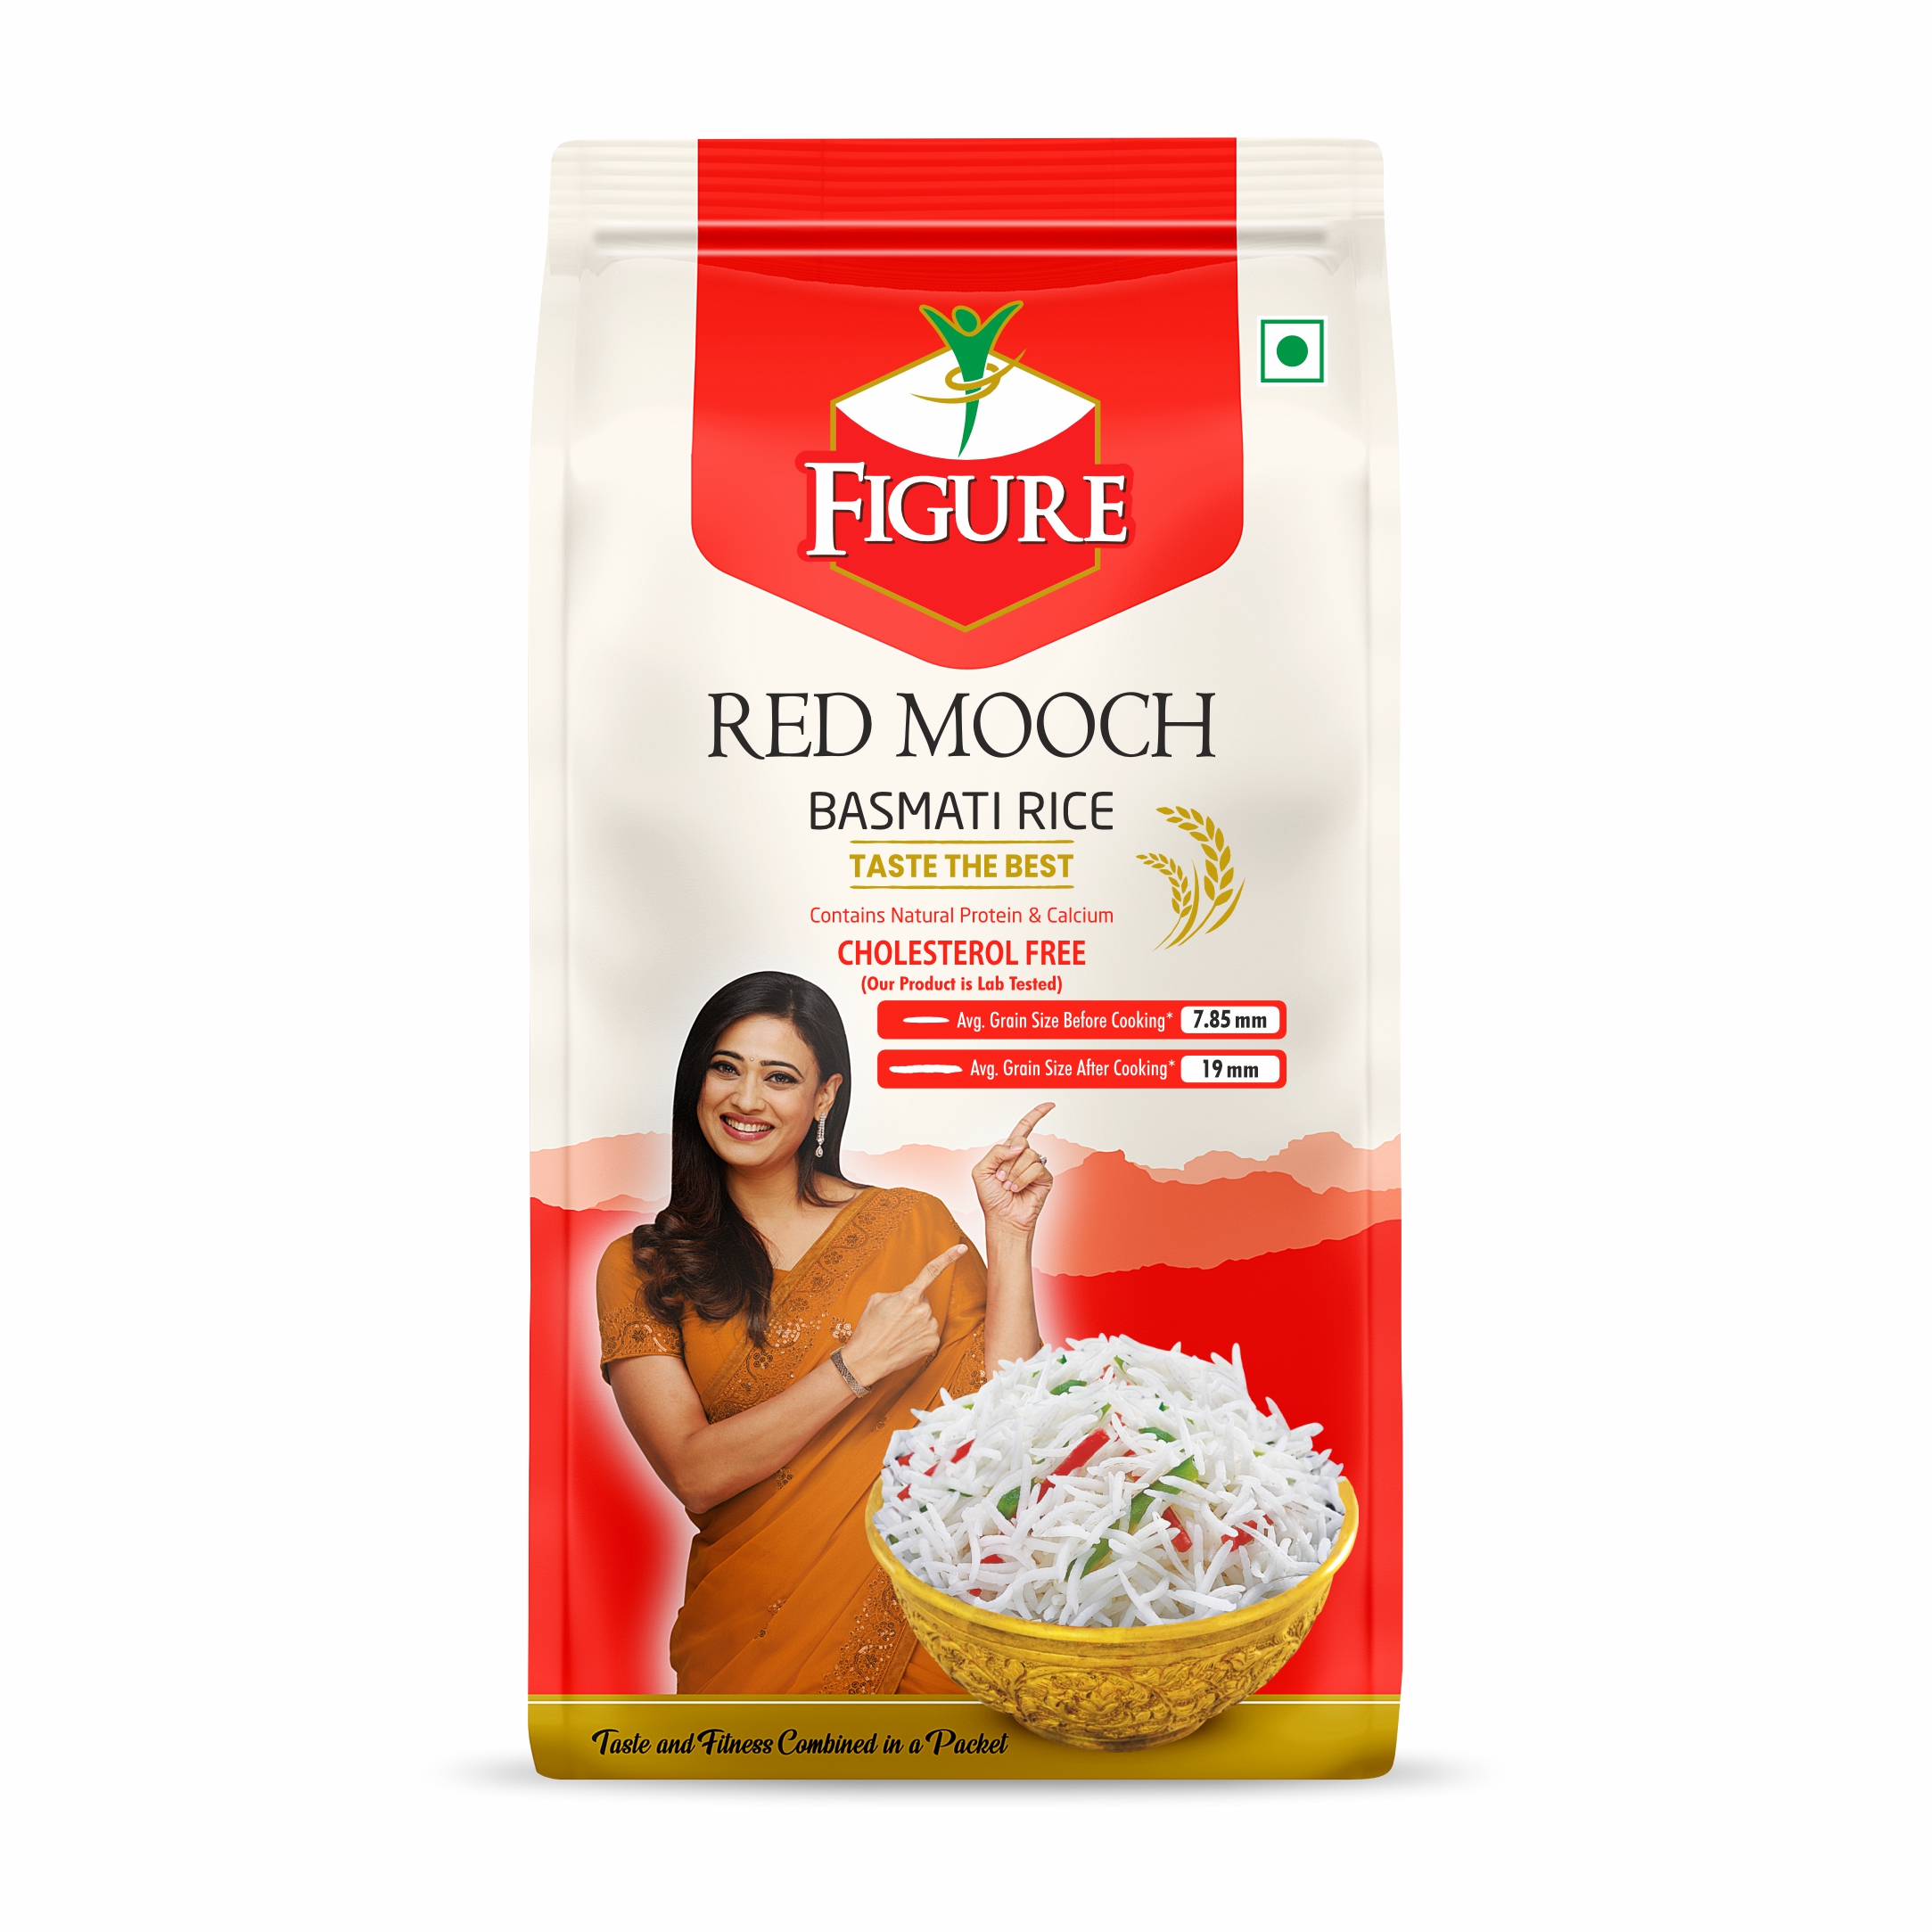 FIGURE
RED MOOCH
BASMATI RICE
TASTE THE BEST
Contains Natural Protein & Calcium
CHOLESTEROL FREE
(Our Product is Lab Tested)
Avg. Grain Size Before Cooking* 7.85 mm
Avg. Grain Size After Cooking* 19 mm
Taste and Fitness Combined in a Packet